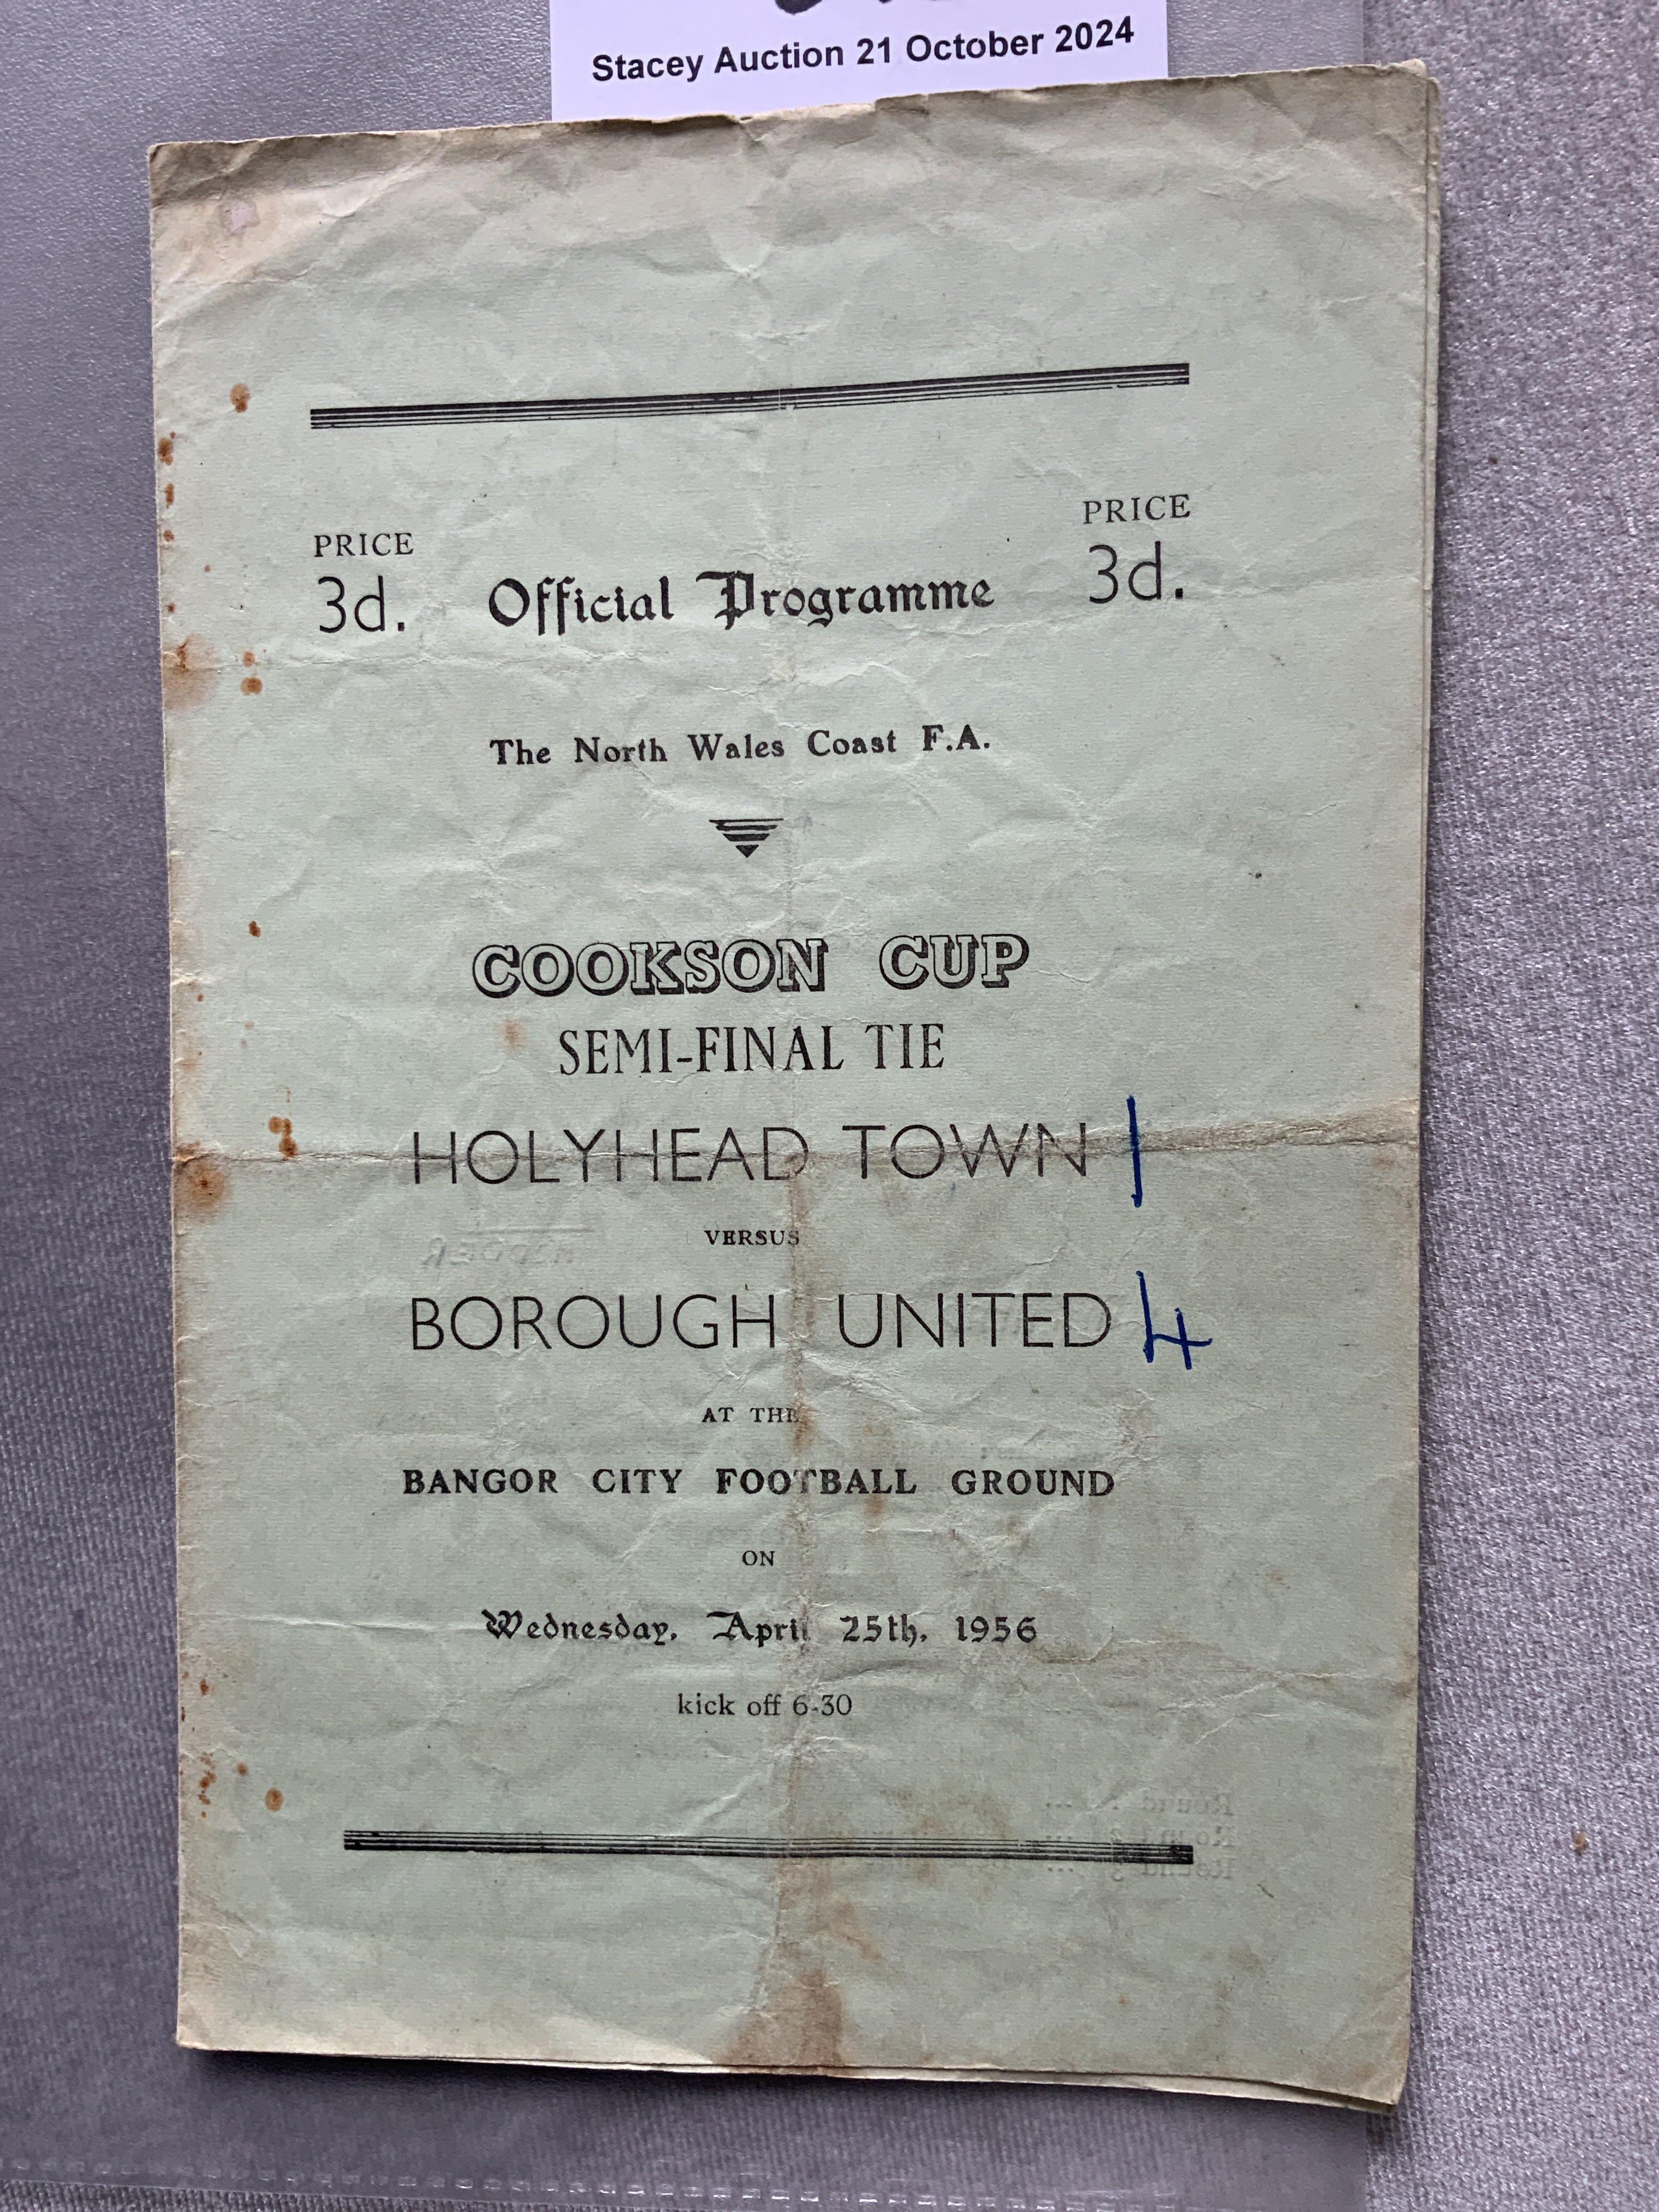 Stacey Auction 21 October 2024
PRICE
3d.
Official Programme
PRICE
3d.
The North Wales Coast F.A.
COOKSON CUP
SEMI-FINAL TIE
HOLYHEAD TOWN 1
VERSUS
BOROUGH UNITED 4
AT THE
BANGOR CITY FOOTBALL GROUND
ON
Wednesday, April 25th, 1956
kick off 6-30